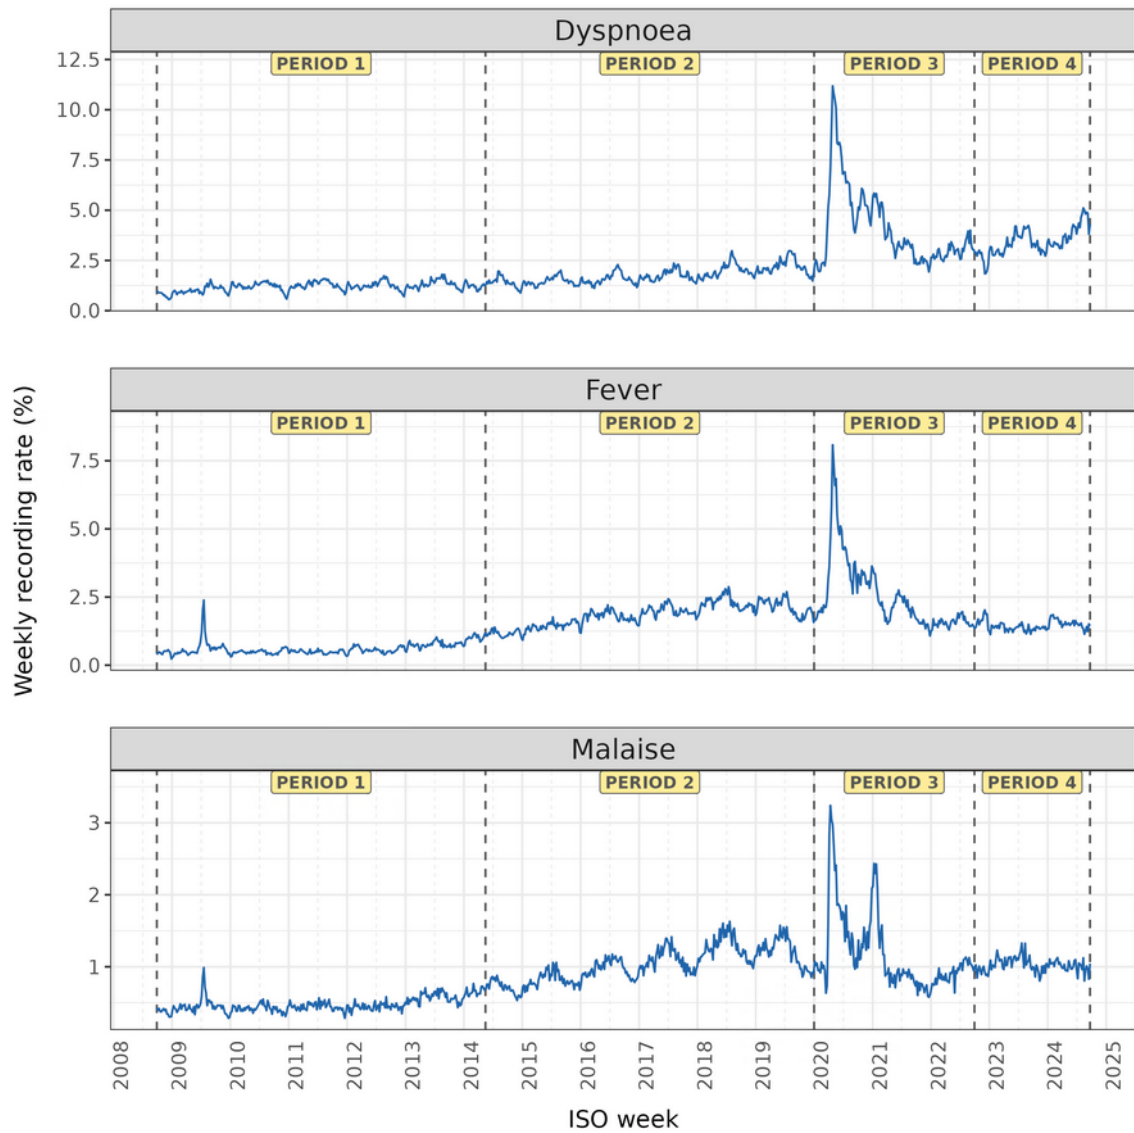 Dyspnoea
PERIOD 1 PERIOD 2 PERIOD 3 PERIOD 4
12.5
10.0
7.5
5.0
2.5
0.0
Weekly recording rate (%)
Fever
PERIOD 1 PERIOD 2 PERIOD 3 PERIOD 4
7.5
5.0
2.5
0.0
Malaise
PERIOD 1 PERIOD 2 PERIOD 3 PERIOD 4
3
2
1
2008 2009 2010 2011 2012 2013 2014 2015 2016 2017 2018 2019 2020 2021 2022 2023 2024 2025
ISO week